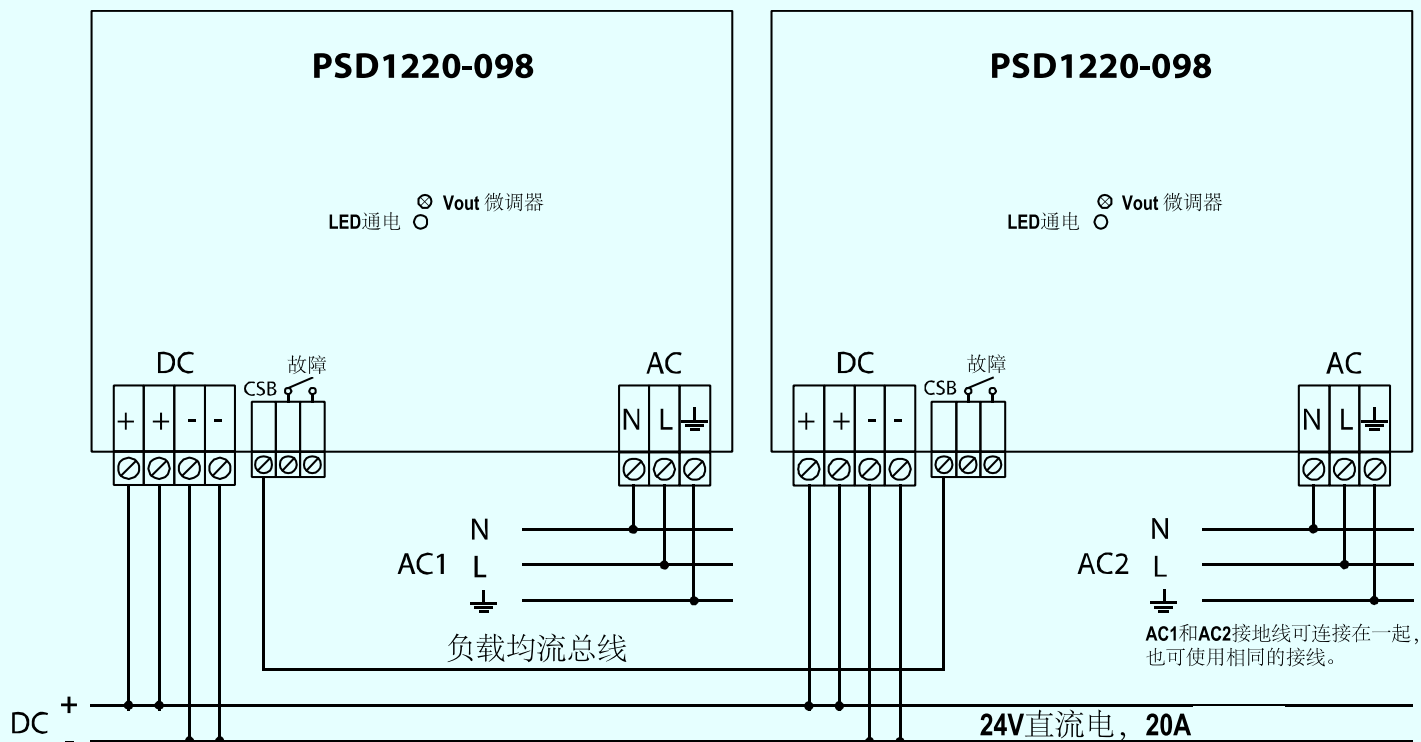 PSD1220-098
Vout 微调器
LED通电
DC
故障
CSB
AC
+ + - -
N L
N
AC1 L
负载均流总线
PSD1220-098
Vout 微调器
LED通电
DC
故障
CSB
AC
+ + - -
N L
N
AC2 L
AC1和AC2接地线可连接在一起，
也可使用相同的接线。
+
DC
-
24V直流电，20A